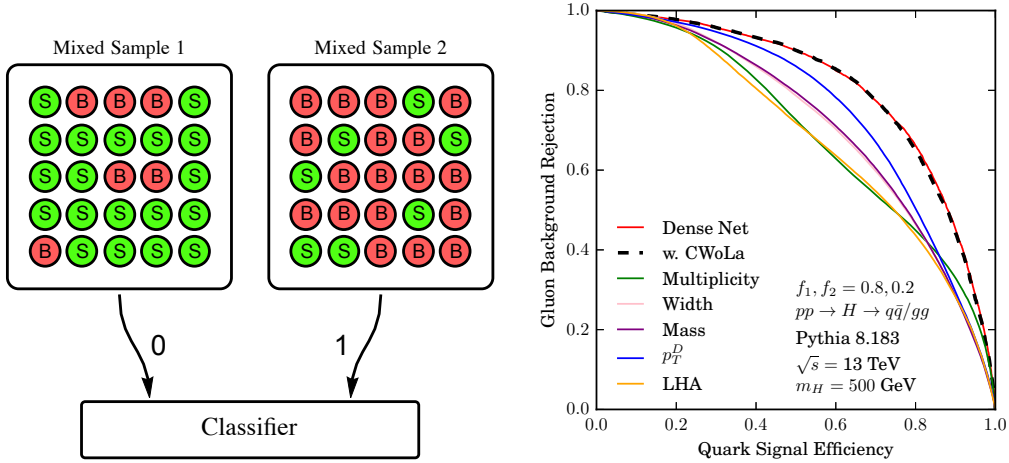 Mixed Sample 1
Mixed Sample 2
S B B B S
S S S S S
S S B B S
S S S S S
B S S S S
B B B S B
B S B B S
S B B B B
B B B S B
S S B B B
0
1
Classifier
1.0
0.8
0.6
0.4
0.2
0.0
Gluon Background Rejection
Dense Net
w. CWoLa
Multiplicity
Width
Mass
p_T^D
LHA
f₁, f₂ = 0.8, 0.2
pp → H → qq̄/gg
Pythia 8.183
√s = 13 TeV
m_H = 500 GeV
0.0 0.2 0.4 0.6 0.8 1.0
Quark Signal Efficiency